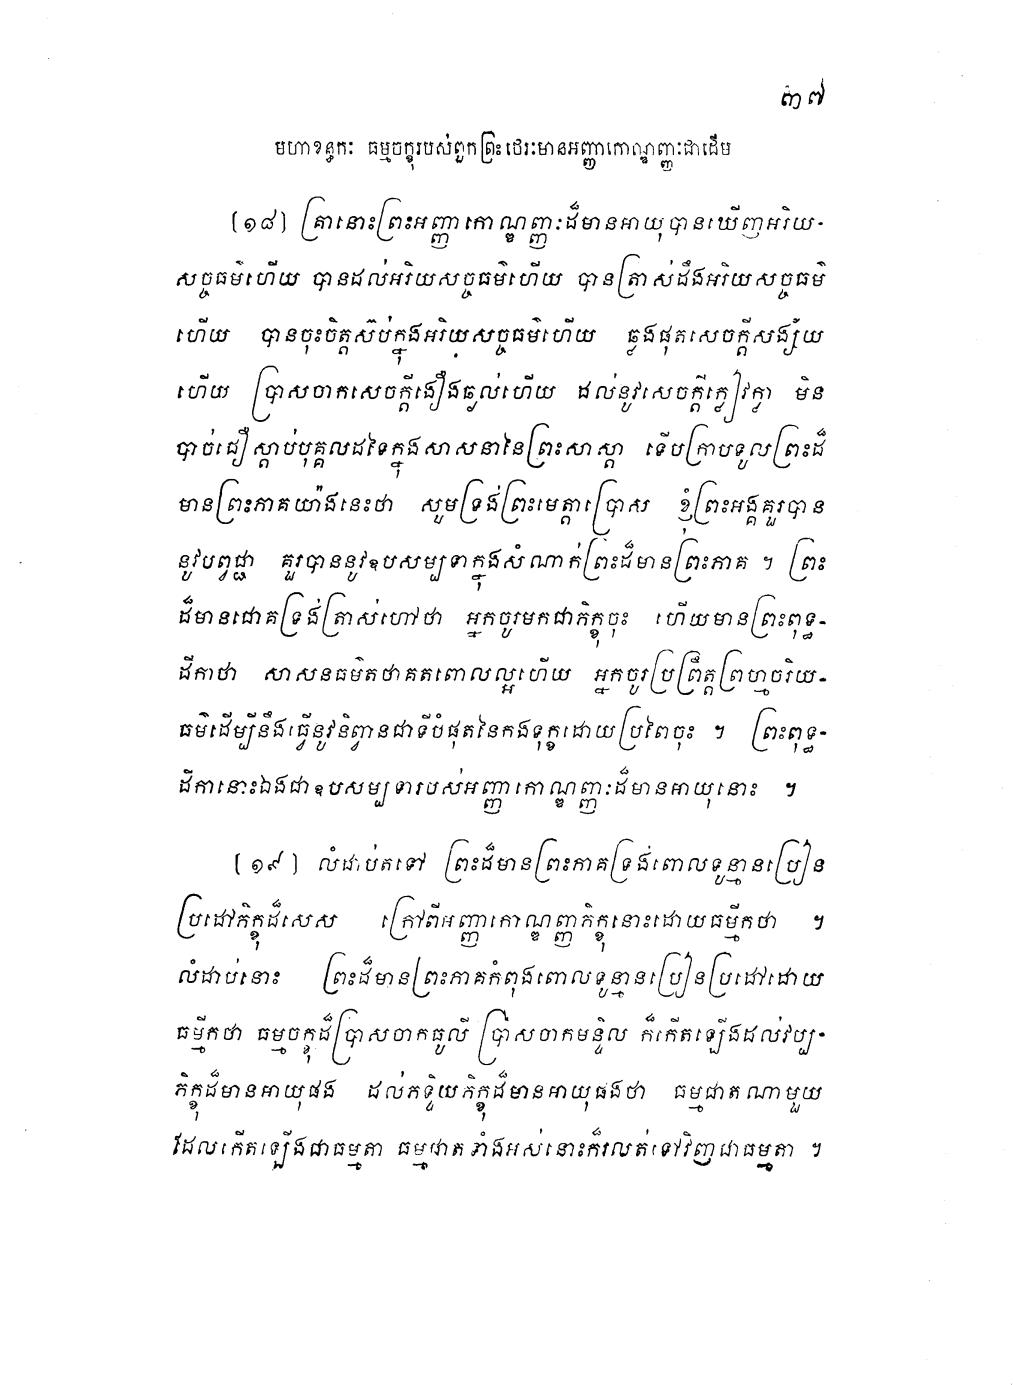 ៣៧
មហាខន្ធកៈ ធម្មចក្ខុរបស់ពួកព្រះថេរៈមានអញ្ញាកោណ្ឌញ្ញៈជាដើម
(១៨) គ្រានោះព្រះអញ្ញាកោណ្ឌញ្ញៈដ៏មានអាយុបានឃើញអរិយ-
សច្ចធម៌ហើយ បានដល់អរិយសច្ចធម៌ហើយ បានត្រាស់ដឹងអរិយសច្ចធម៌
ហើយ បានចុះចិត្តស៊ប់ក្នុងអរិយសច្ចធម៌ហើយ ឆ្លងផុតសេចក្តីសង្ស័យ
ហើយ ប្រាសចាកសេចក្តីងឿងឆ្ងល់ហើយ ដល់នូវសេចក្តីក្លៀវក្លា មិន
បាច់ជឿស្តាប់បុគ្គលដទៃក្នុងសាសនានៃព្រះសាស្តា ទើបក្រាបទូលព្រះដ៏
មានព្រះភាគយ៉ាងនេះថា សូមទ្រង់ព្រះមេត្តាប្រោស ខ្ញុំព្រះអង្គគួរបាន
នូវបព្វជ្ជា គួរបាននូវឧបសម្បទាក្នុងសំណាក់ព្រះដ៏មានព្រះភាគ ។ ព្រះ
ដ៏មានជោគទ្រង់ត្រាស់ហៅថា អ្នកចូរមកជាភិក្ខុចុះ ហើយមានព្រះពុទ្ធ-
ដីកាថា សាសនធម៌តថាគតពោលល្អហើយ អ្នកចូរប្រព្រឹត្តព្រហ្មចរិយ-
ធម៌ដើម្បីនឹងធ្វើនូវនិព្វានជាទីបំផុតនៃកងទុក្ខដោយប្រពៃចុះ ។ ព្រះពុទ្ធ-
ដីកានោះឯងជាឧបសម្បទារបស់អញ្ញាកោណ្ឌញ្ញៈដ៏មានអាយុនោះ ។
(១៩) លំដាប់តទៅ ព្រះដ៏មានព្រះភាគទ្រង់ពោលទូន្មានប្រៀន
ប្រដៅភិក្ខុដ៏សេស ក្រៅពីអញ្ញាកោណ្ឌញ្ញភិក្ខុនោះដោយធម្មីកថា ។
លំដាប់នោះ ព្រះដ៏មានព្រះភាគកំពុងពោលទូន្មានប្រៀនប្រដៅដោយ
ធម្មីកថា ធម្មចក្ខុដ៏ប្រាសចាកធូលី ប្រាសចាកមន្ទិល ក៏កើតឡើងដល់វប្ប-
ភិក្ខុដ៏មានអាយុផង ដល់ភទ្ទិយភិក្ខុដ៏មានអាយុផងថា ធម្មជាតណាមួយ
ដែលកើតឡើងជាធម្មតា ធម្មជាតទាំងអស់នោះក៏រលត់ទៅវិញជាធម្មតា ។